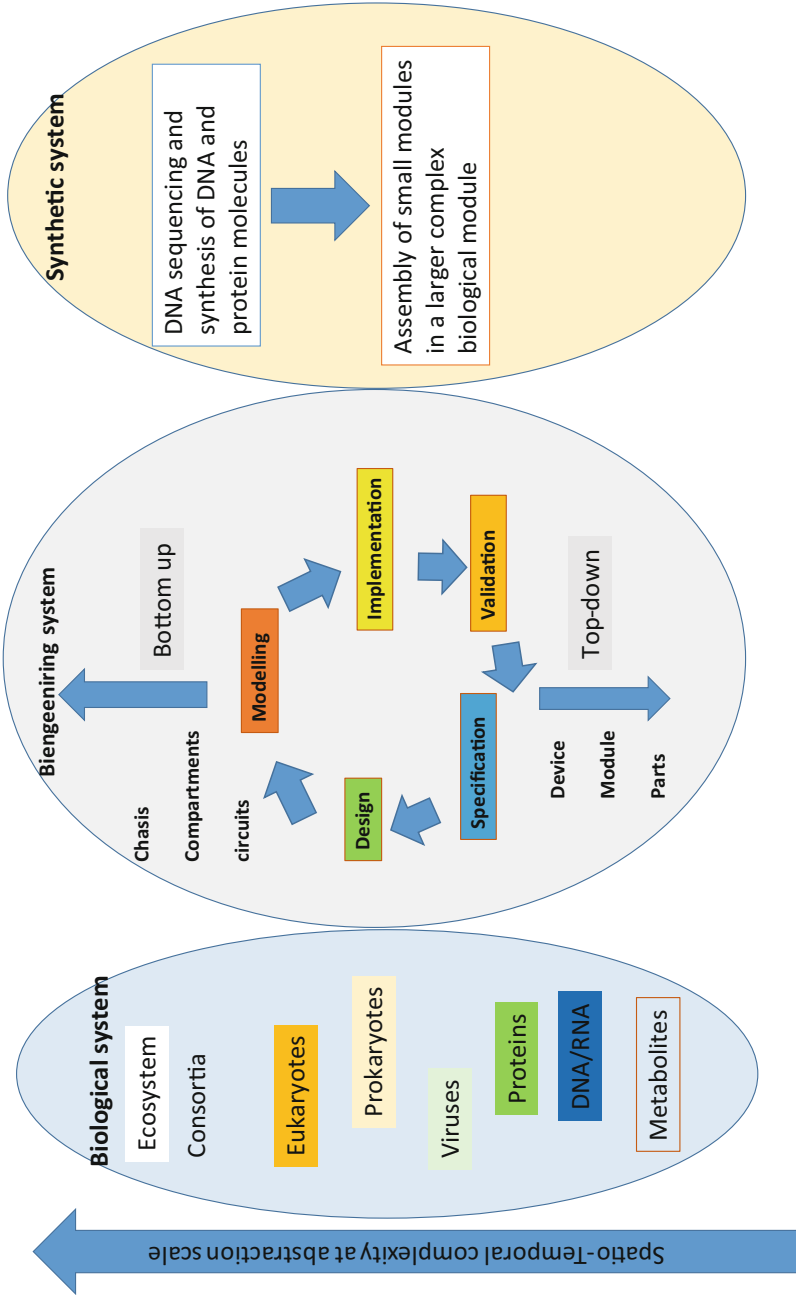 Spatio-Temporal complexity at abstraction scale
Biological system
Ecosystem
Consortia
Eukaryotes
Prokaryotes
Viruses
Proteins
DNA/RNA
Metabolites
Biengeeniring system
Bottom up
Chasis
Compartments
circuits
Modelling
Implementation
Validation
Specification
Design
Top-down
Device
Module
Parts
Synthetic system
DNA sequencing and
synthesis of DNA and
protein molecules
Assembly of small modules
in a larger complex
biological module